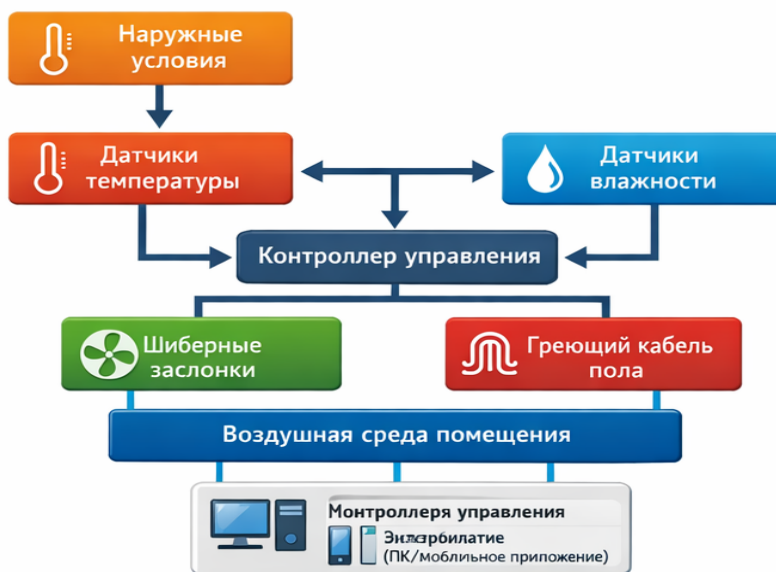 Наружные
условия
Датчики
температуры
Датчики
влажности
Контроллер управления
Шиберные
заслонки
Греющий кабель
пола
Воздушная среда помещения
Монтроллеря управления
(ПК/моблильное приложение)